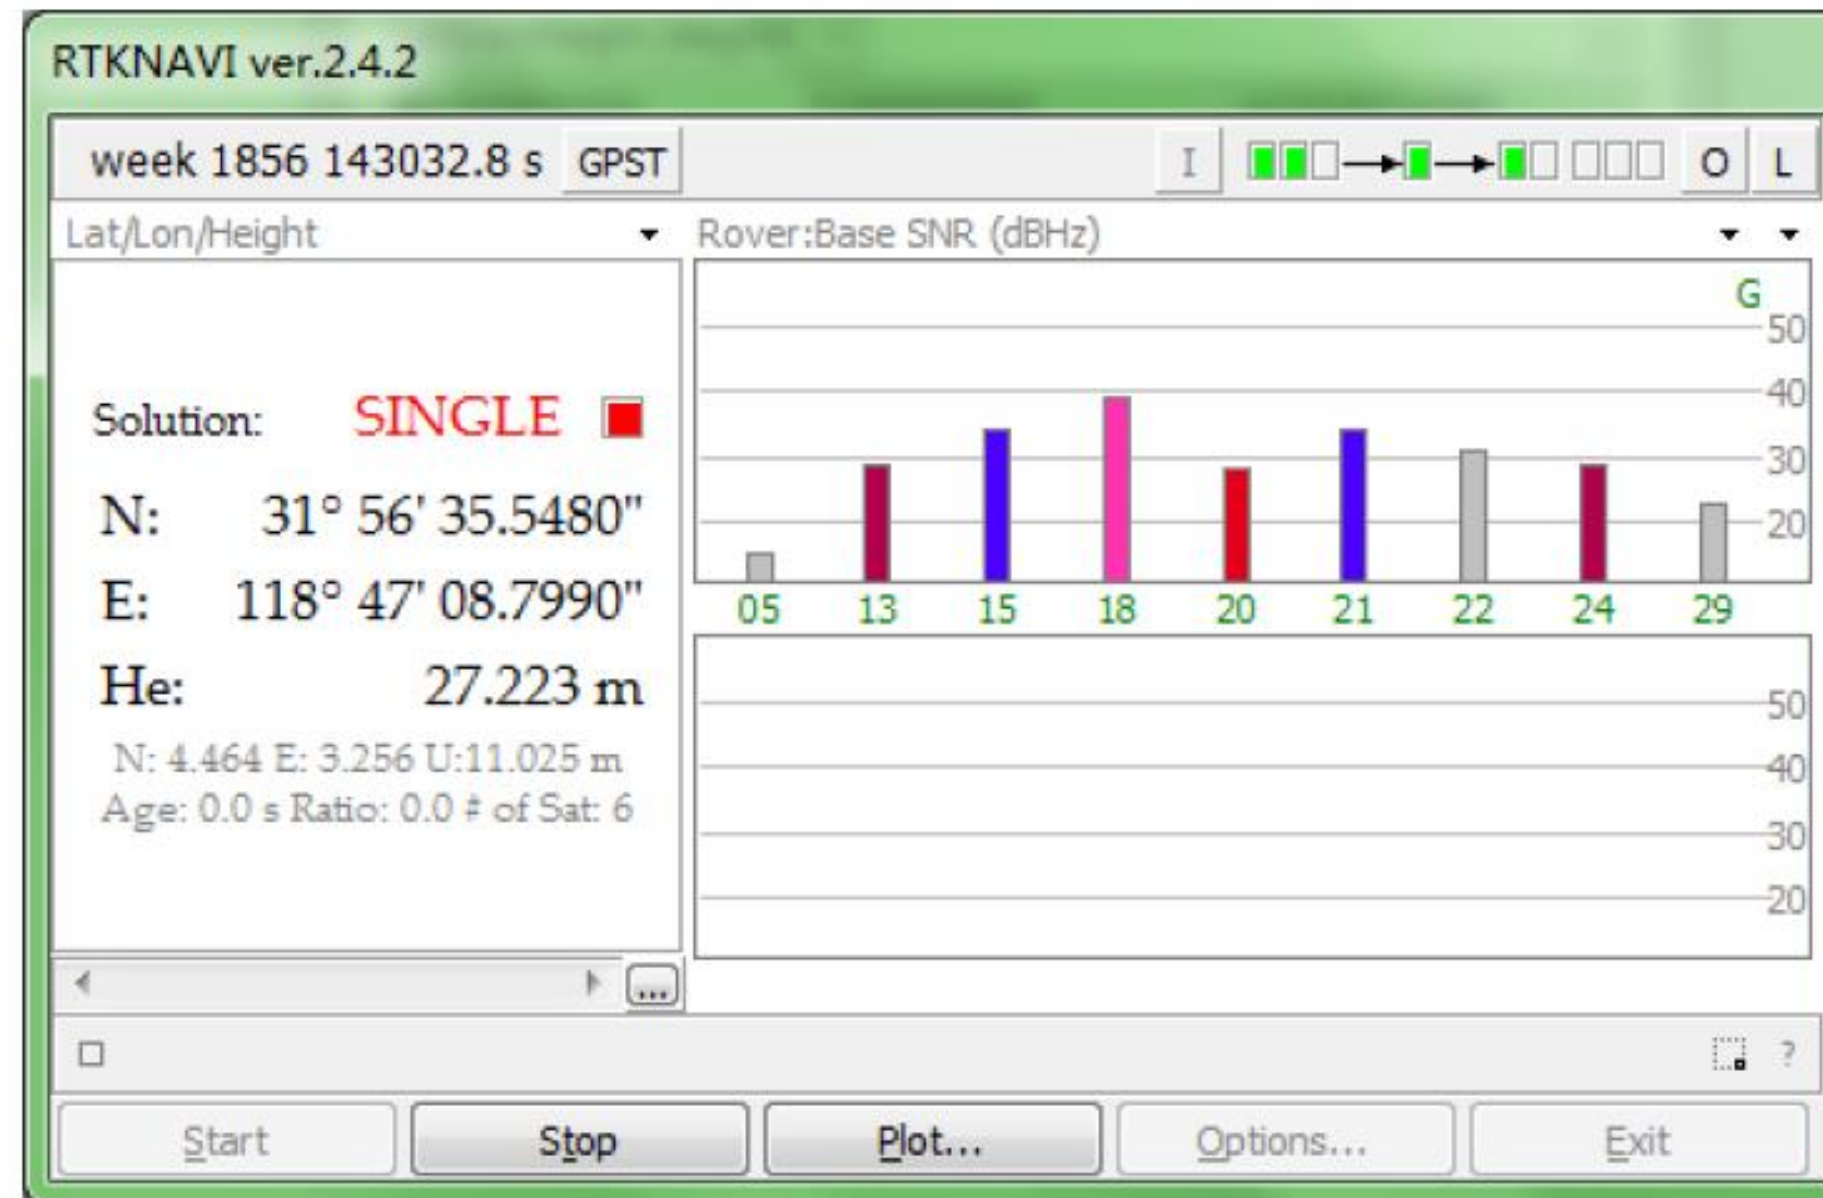 RTKNAVI ver.2.4.2
week 1856 143032.8 s GPST I O L
Lat/Lon/Height
Rover:Base SNR (dBHz)
Solution: SINGLE
N: 31° 56' 35.5480"
E: 118° 47' 08.7990"
He: 27.223 m
N: 4.464 E: 3.256 U:11.025 m
Age: 0.0 s Ratio: 0.0 # of Sat: 6
G
50
40
30
20
05 13 15 18 20 21 22 24 29
50
40
30
20
...
?
Start Stop Plot... Options... Exit